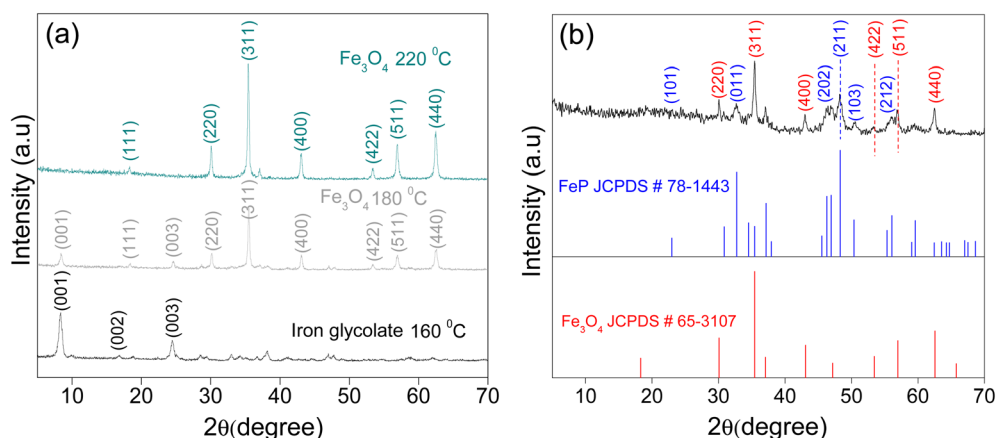 (a)
Intensity (a.u)
Fe₃O₄ 220 ⁰C
(111)
(220)
(311)
(400)
(422)
(511)
(440)
Fe₃O₄ 180 ⁰C
(001)
(111)
(003)
(220)
(311)
(400)
(422)
(511)
(440)
Iron glycolate 160 ⁰C
(001)
(002)
(003)
10 20 30 40 50 60 70
2θ(degree)
(b)
Intensity (a.u)
(101)
(220)
(011)
(311)
(400)
(202)
(211)
(103)
(422)
(212)
(511)
(440)
FeP JCPDS # 78-1443
Fe₃O₄ JCPDS # 65-3107
10 20 30 40 50 60 70
2θ(degree)